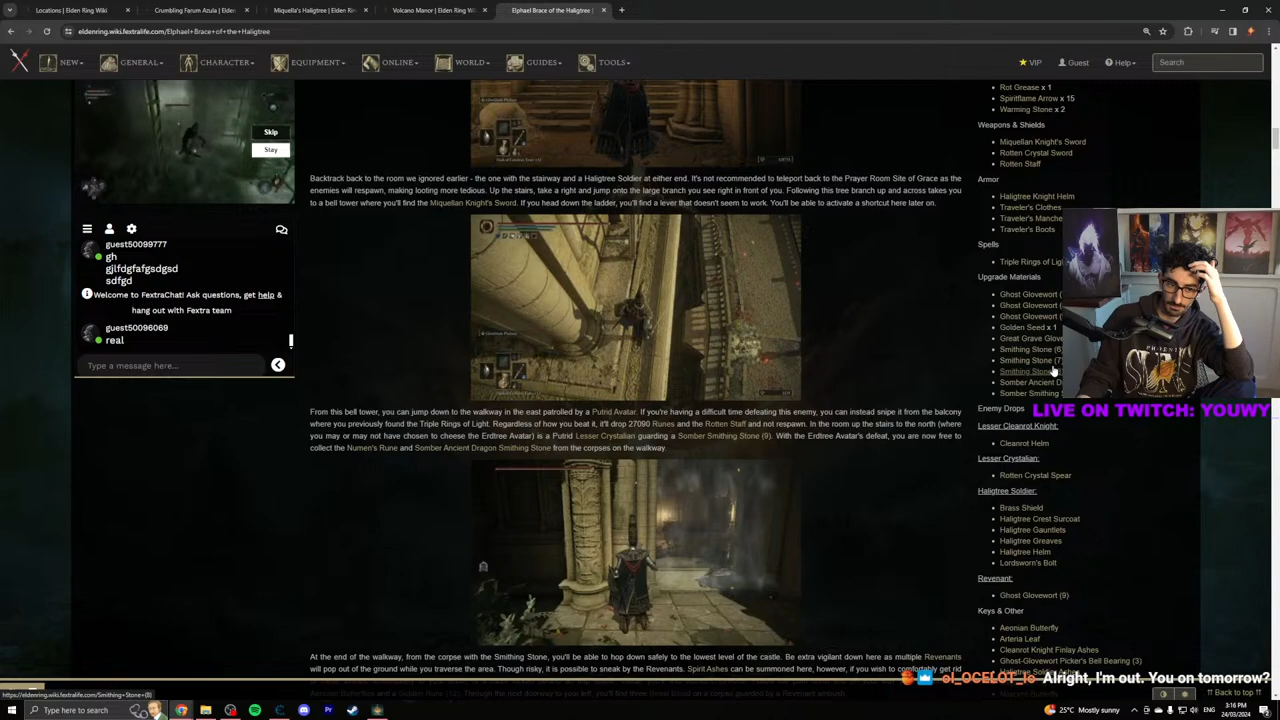 Locations | Elden Ring Wiki
Crumbling Farum Azula | Elden
Miquella's Haligtree | Elden Rin
Volcano Manor | Elden Ring Wi
Elphael Brace of the Haligtree |
eldenring.wiki.fextralife.com/Elphael+Brace+of+the+Haligtree
NEW
GENERAL
CHARACTER
EQUIPMENT
ONLINE
WORLD
GUIDES
TOOLS
VIP
Guest
Help
Search
Skip
Stay
guest50099777
gh
gjlfdgfafgsdgsd
sdfgd
Welcome to FextraChat! Ask questions, get help &
hang out with Fextra team
guest50096069
real
Type a message here...
Backtrack back to the room we ignored earlier - the one with the stairway and a Haligtree Soldier at either end. It's not recommended to teleport back to the Prayer Room Site of Grace as the
enemies will respawn, making looting more tedious. Up the stairs, take a right and jump onto the large branch you see right in front of you. Following this tree branch up and across takes you
to a bell tower where you'll find the Miquellan Knight's Sword. If you head down the ladder, you'll find a lever that doesn't seem to work. You'll be able to activate a shortcut here later on.
From this bell tower, you can jump down to the walkway in the east patrolled by a Putrid Avatar. If you're having a difficult time defeating this enemy, you can instead snipe it from the balcony
where you previously found the Triple Rings of Light. Regardless of how you beat it, it'll drop 27090 Runes and the Rotten Staff and not respawn. In the room up the stairs to the north (where
you may or may not have chosen to cheese the Erdtree Avatar) is a Putrid Lesser Crystalian guarding a Somber Smithing Stone (9). With the Erdtree Avatar's defeat, you are now free to
collect the Numen's Rune and Somber Ancient Dragon Smithing Stone from the corpses on the walkway.
At the end of the walkway, from the corpse with the Smithing Stone, you'll be able to hop down safely to the lowest level of the castle. Be extra vigilant down here as multiple Revenants
will pop out of the ground while you traverse the area. Though risky, it is possible to sneak by the Revenants. Spirit Ashes can be summoned here, however, if you wish to comfortably get rid
Rot Grease x 1
Spiritflame Arrow x 15
Warming Stone x 2
Weapons & Shields
Miquellan Knight's Sword
Rotten Crystal Sword
Rotten Staff
Armor
Haligtree Knight Helm
Traveler's Clothes
Traveler's Manche
Traveler's Boots
Spells
Triple Rings of Ligh
Upgrade Materials
Ghost Glovewort (
Ghost Glovewort (
Ghost Glovewort (
Golden Seed x 1
Great Grave Glove
Smithing Stone (6)
Smithing Stone (7)
Smithing Stone (8)
Somber Ancient D
Somber Smithing
Enemy Drops
Lesser Cleanrot Knight:
Cleanrot Helm
Lesser Crystalian:
Rotten Crystal Spear
Haligtree Soldier:
Brass Shield
Haligtree Crest Surcoat
Haligtree Gauntlets
Haligtree Greaves
Haligtree Helm
Lordsworn's Bolt
Revenant:
Ghost Glovewort (9)
Keys & Other
Aeonian Butterfly
Arteria Leaf
Cleanrot Knight Finlay Ashes
Ghost-Glovewort Picker's Bell Bearing (3)
LIVE ON TWITCH: YOUWY
el_OCELOT_lo Alright, I'm out. You on tomorrow?
Back to top
https://eldenring.wiki.fextralife.com/Smithing+Stone+(8)
Type here to search
25°C Mostly sunny
ENG
3:16 PM
24/03/2024